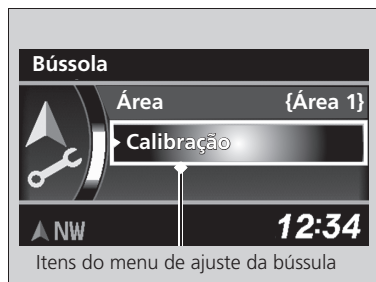 Bússola
Área {Área 1}
Calibração
NW 12:34
Itens do menu de ajuste da bússula